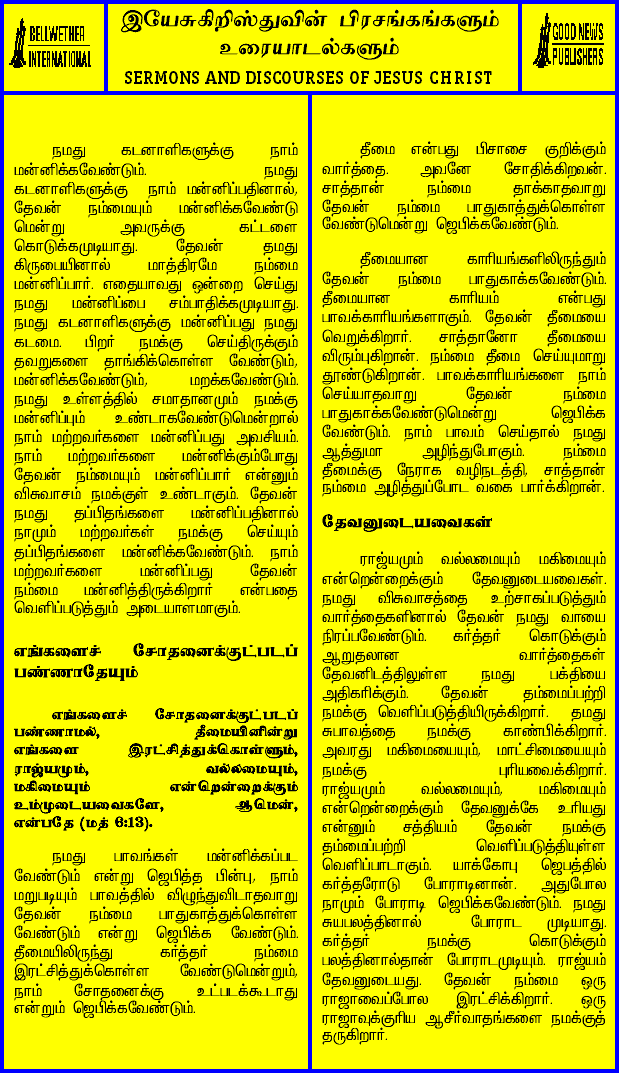 BELLWETHER
INTERNATIONAL
இயேசுகிறிஸ்துவின் பிரசங்கங்களும்
உரையாடல்களும்
SERMONS AND DISCOURSES OF JESUS CHRIST
GOOD NEWS
PUBLISHERS
நமது கடனாளிகளுக்கு நாம்
மன்னிக்கவேண்டும். நமது
கடனாளிகளுக்கு நாம் மன்னிப்பதினால்,
தேவன் நம்மையும் மன்னிக்கவேண்டு
மென்று அவருக்கு கட்டளை
கொடுக்கமுடியாது. தேவன் தமது
கிருபையினால் மாத்திரமே நம்மை
மன்னிப்பார். எதையாவது ஒன்றை செய்து
நமது மன்னிப்பை சம்பாதிக்கமுடியாது.
நமது கடனாளிகளுக்கு மன்னிப்பது நமது
கடமை. பிறர் நமக்கு செய்திருக்கும்
தவறுகளை தாங்கிக்கொள்ள வேண்டும்,
மன்னிக்கவேண்டும், மறக்கவேண்டும்.
நமது உள்ளத்தில் சமாதானமும் நமக்கு
மன்னிப்பும் உண்டாகவேண்டுமென்றால்
நாம் மற்றவர்களை மன்னிப்பது அவசியம்.
நாம் மற்றவர்களை மன்னிக்கும்போது
தேவன் நம்மையும் மன்னிப்பார் என்னும்
விசுவாசம் நமக்குள் உண்டாகும். தேவன்
நமது தப்பிதங்களை மன்னிப்பதினால்
நாமும் மற்றவர்கள் நமக்கு செய்யும்
தப்பிதங்களை மன்னிக்கவேண்டும். நாம்
மற்றவர்களை மன்னிப்பது தேவன்
நம்மை மன்னித்திருக்கிறார் என்பதை
வெளிப்படுத்தும் அடையாளமாகும்.
எங்களைச் சோதனைக்குட்படப்
பண்ணாதேயும்
எங்களைச் சோதனைக்குட்படப்
பண்ணாமல், தீமையினின்று
எங்களை இரட்சித்துக்கொள்ளும்,
ராஜ்யமும், வல்லமையும்,
மகிமையும் என்றென்றைக்கும்
உம்முடையவைகளே, ஆமென்,
என்பதே (மத் 6:13).
நமது பாவங்கள் மன்னிக்கப்பட
வேண்டும் என்று ஜெபித்த பின்பு, நாம்
மறுபடியும் பாவத்தில் விழுந்துவிடாதவாறு
தேவன் நம்மை பாதுகாத்துக்கொள்ள
வேண்டும் என்று ஜெபிக்க வேண்டும்.
தீமையிலிருந்து கர்த்தர் நம்மை
இரட்சித்துக்கொள்ள வேண்டுமென்றும்,
நாம் சோதனைக்கு உட்படக்கூடாது
என்றும் ஜெபிக்கவேண்டும்.
தீமை என்பது பிசாசை குறிக்கும்
வார்த்தை. அவனே சோதிக்கிறவன்.
சாத்தான் நம்மை தாக்காதவாறு
தேவன் நம்மை பாதுகாத்துக்கொள்ள
வேண்டுமென்று ஜெபிக்கவேண்டும்.
தீமையான காரியங்களிலிருந்தும்
தேவன் நம்மை பாதுகாக்கவேண்டும்.
தீமையான காரியம் என்பது
பாவக்காரியங்களாகும். தேவன் தீமையை
வெறுக்கிறார். சாத்தானோ தீமையை
விரும்புகிறான். நம்மை தீமை செய்யுமாறு
தூண்டுகிறான். பாவக்காரியங்களை நாம்
செய்யாதவாறு தேவன் நம்மை
பாதுகாக்கவேண்டுமென்று ஜெபிக்க
வேண்டும். நாம் பாவம் செய்தால் நமது
ஆத்துமா அழிந்துபோகும். நம்மை
தீமைக்கு நேராக வழிநடத்தி, சாத்தான்
நம்மை அழித்துப்போட வகை பார்க்கிறான்.
தேவனுடையவைகள்
ராஜ்யமும் வல்லமையும் மகிமையும்
என்றென்றைக்கும் தேவனுடையவைகள்.
நமது விசுவாசத்தை உற்சாகப்படுத்தும்
வார்த்தைகளினால் தேவன் நமது வாயை
நிரப்பவேண்டும். கர்த்தர் கொடுக்கும்
ஆறுதலான வார்த்தைகள்
தேவனிடத்திலுள்ள நமது பக்தியை
அதிகரிக்கும். தேவன் தம்மைப்பற்றி
நமக்கு வெளிப்படுத்தியிருக்கிறார். தமது
சுபாவத்தை நமக்கு காண்பிக்கிறார்.
அவரது மகிமையையும், மாட்சிமையையும்
நமக்கு புரியவைக்கிறார்.
ராஜ்யமும் வல்லமையும், மகிமையும்
என்றென்றைக்கும் தேவனுக்கே உரியது
என்னும் சத்தியம் தேவன் நமக்கு
தம்மைப்பற்றி வெளிப்படுத்தியுள்ள
வெளிப்பாடாகும். யாக்கோபு ஜெபத்தில்
கர்த்தரோடு போராடினான். அதுபோல
நாமும் போராடி ஜெபிக்கவேண்டும். நமது
சுயபலத்தினால் போராட முடியாது.
கர்த்தர் நமக்கு கொடுக்கும்
பலத்தினால்தான் போராடமுடியும். ராஜ்யம்
தேவனுடையது. தேவன் நம்மை ஒரு
ராஜாவைப்போல இரட்சிக்கிறார். ஒரு
ராஜாவுக்குரிய ஆசீர்வாதங்களை நமக்குத்
தருகிறார்.